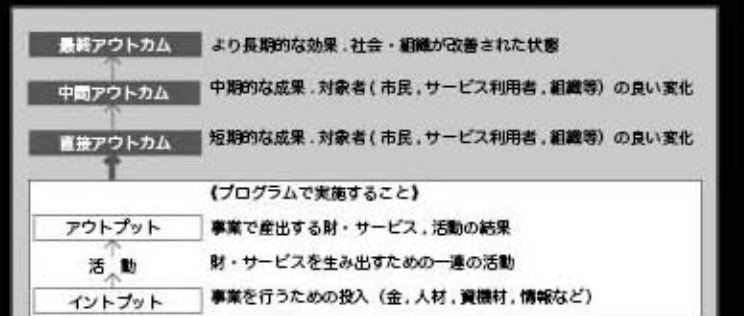 最終アウトカム より長期的な効果．社会・組織が改善された状態
中間アウトカム 中期的な成果．対象者(市民，サービス利用者，組織等)の良い変化
直接アウトカム 短期的な成果．対象者(市民，サービス利用者，組織等)の良い変化
《プログラムで実施すること》
アウトプット 事業で産出する財・サービス，活動の結果
活動 財・サービスを生み出すための一連の活動
イントプット 事業を行うための投入(金，人材，資機材，情報など)